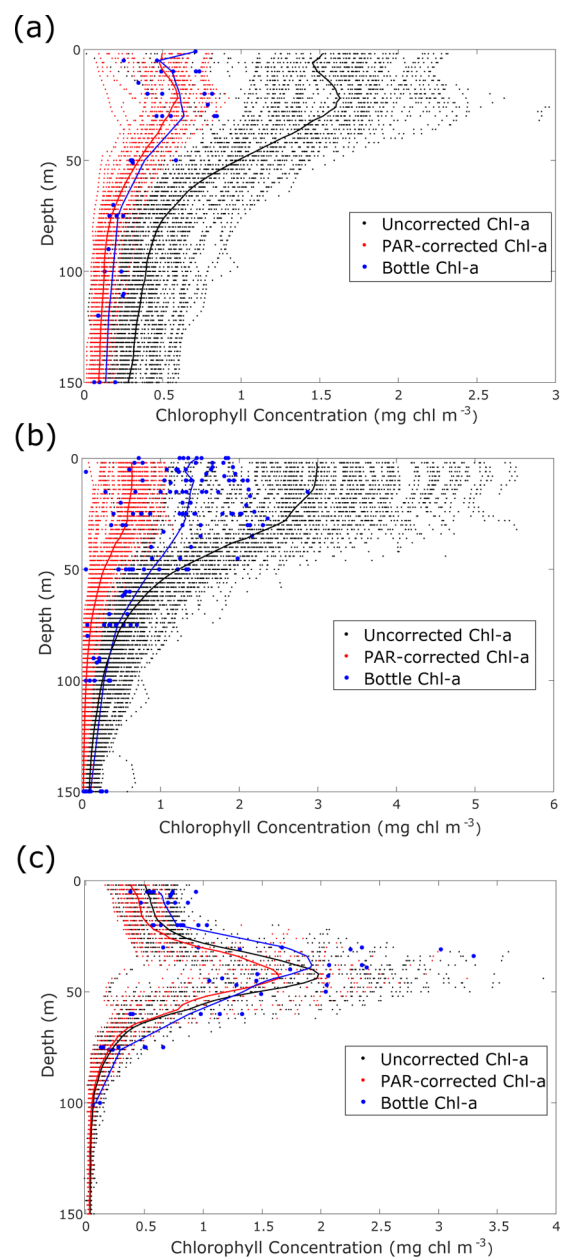 (a)
0
50
100
150
Depth (m)
Uncorrected Chl-a
PAR-corrected Chl-a
Bottle Chl-a
0 0.5 1 1.5 2 2.5 3
Chlorophyll Concentration (mg chl m⁻³)
(b)
0
50
100
150
Depth (m)
Uncorrected Chl-a
PAR-corrected Chl-a
Bottle Chl-a
0 1 2 3 4 5 6
Chlorophyll Concentration (mg chl m⁻³)
(c)
0
50
100
150
Depth (m)
Uncorrected Chl-a
PAR-corrected Chl-a
Bottle Chl-a
0 0.5 1 1.5 2 2.5 3 3.5 4
Chlorophyll Concentration (mg chl m⁻³)